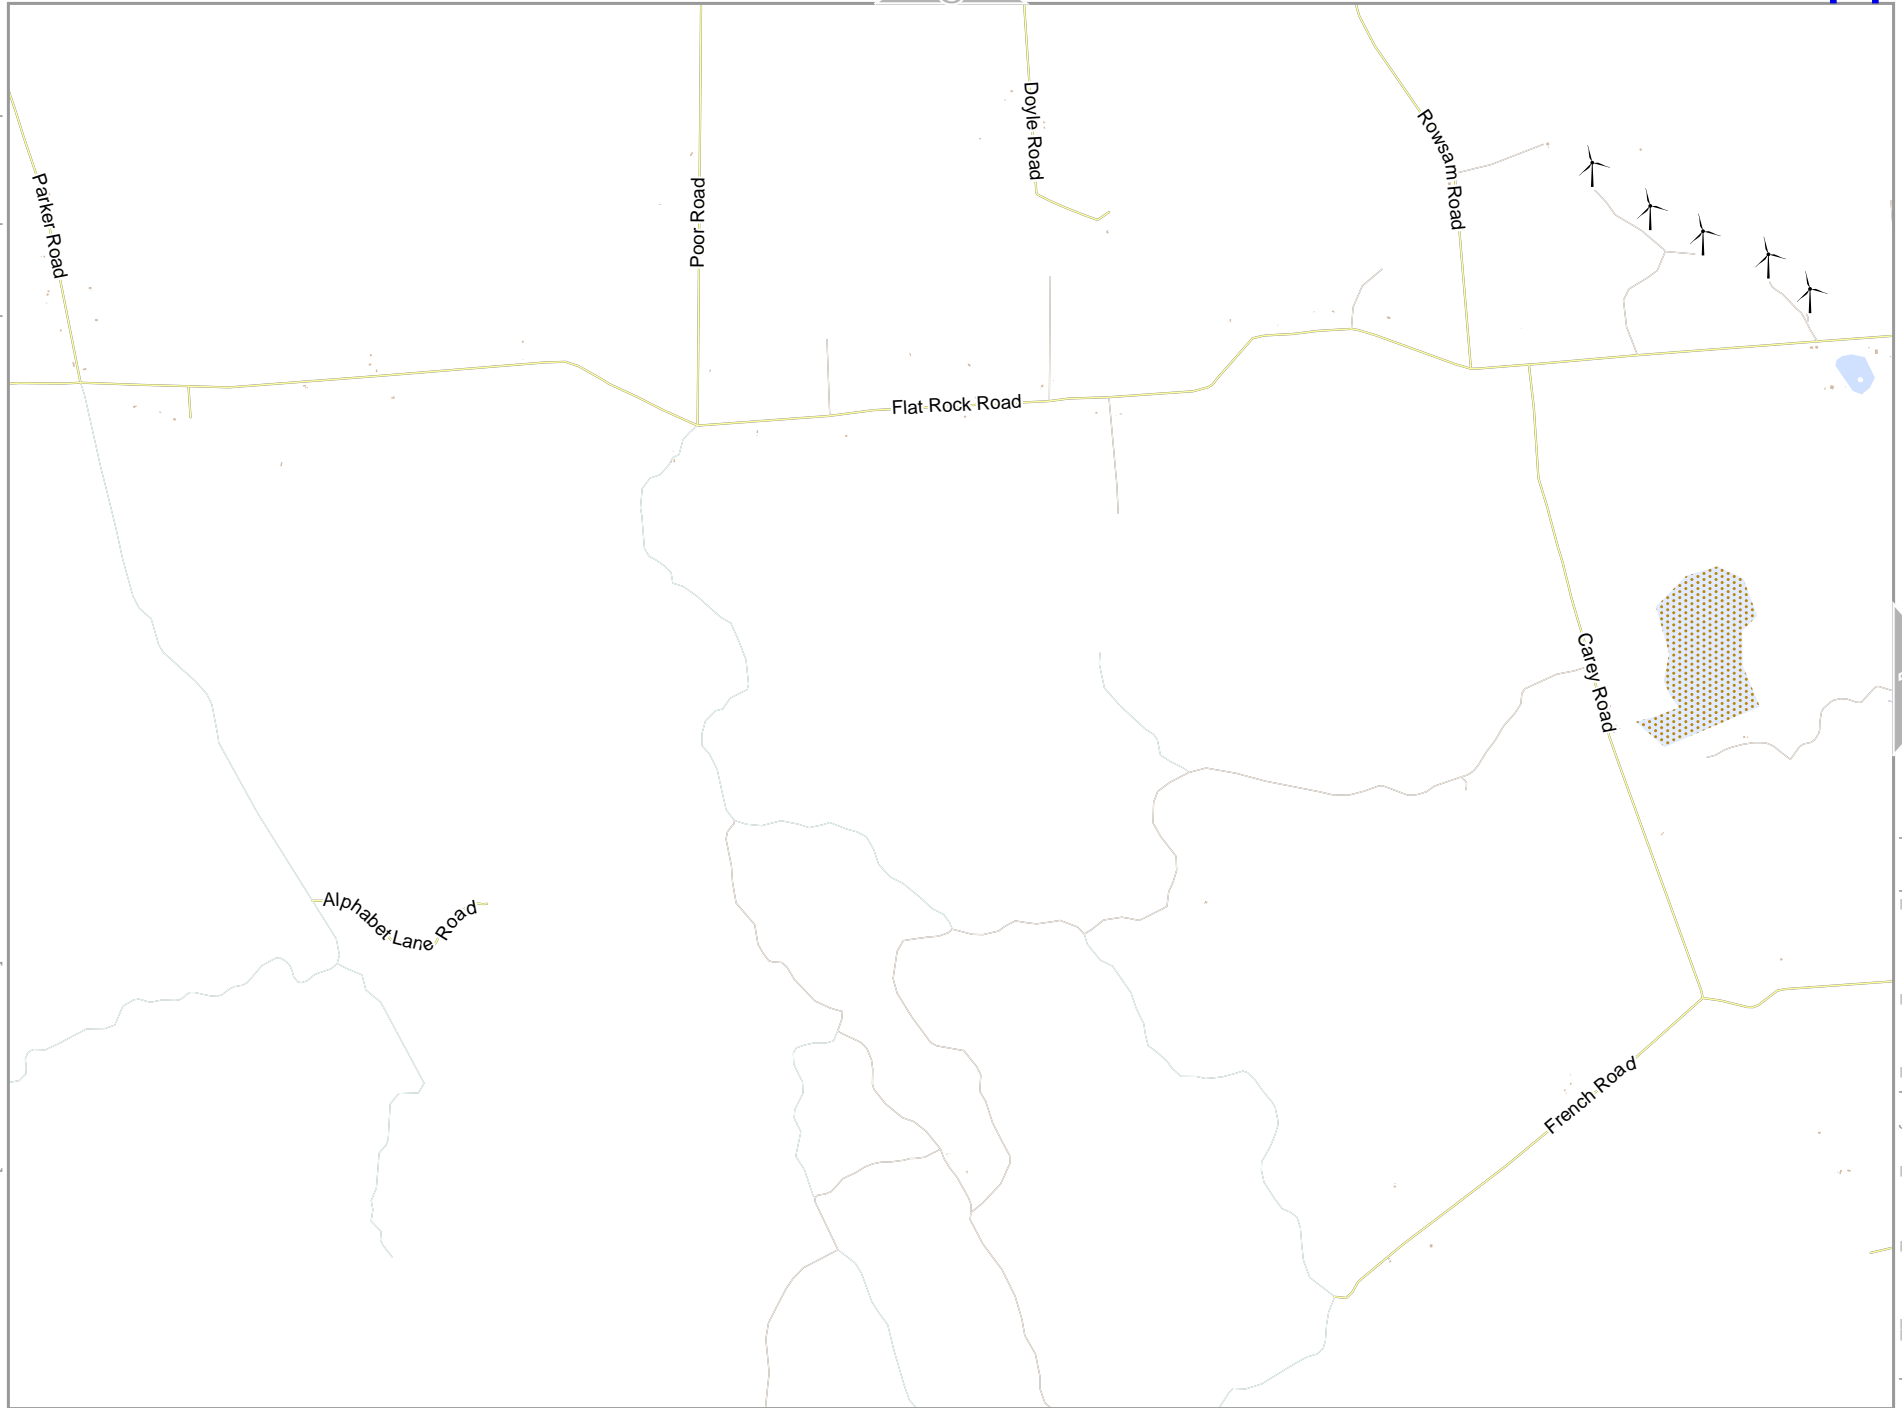 Doyle Road
Rowsam Road
Parker Road
Poor Road
Flat Rock Road
Carey Road
Alphabet Lane Road
French Road